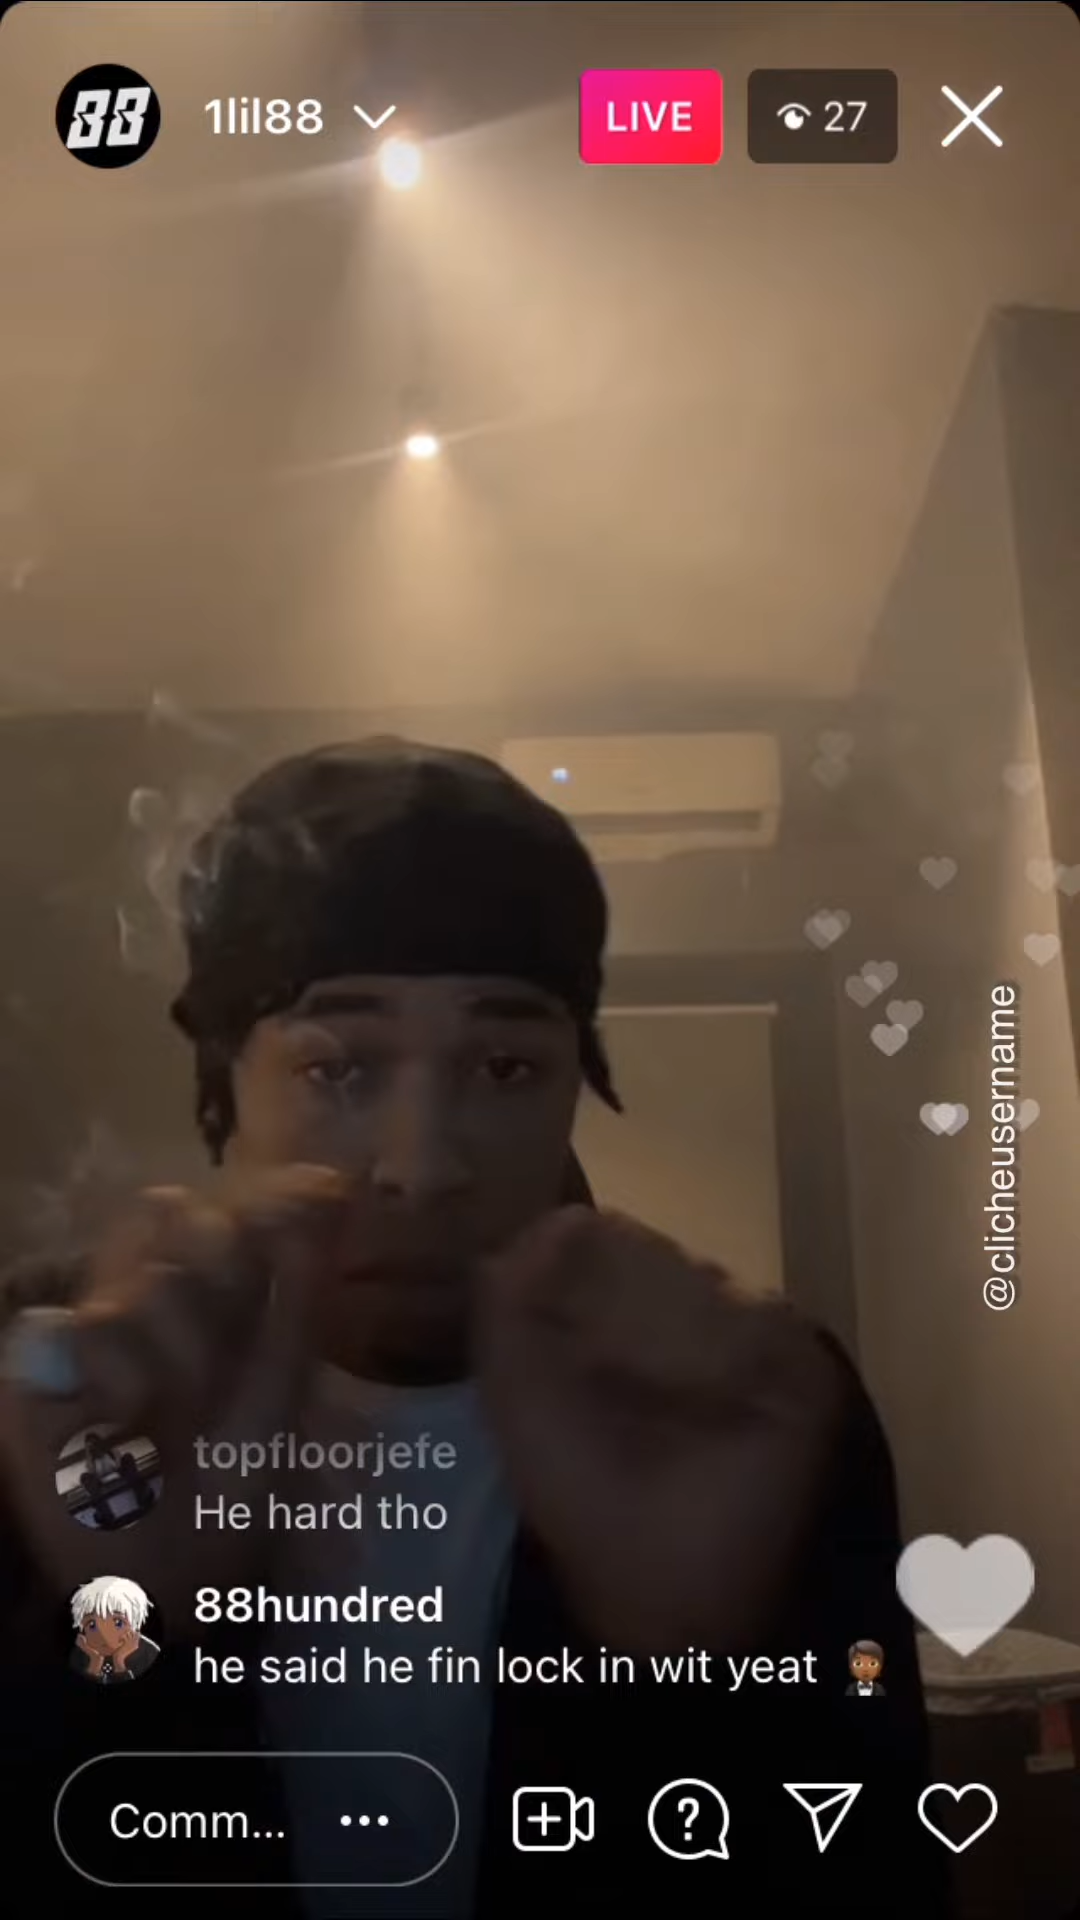 88
1lil88
LIVE
27
topfloorjefe
He hard tho
88hundred
he said he fin lock in wit yeat 🤵🏾
Comm...
@clicheusername